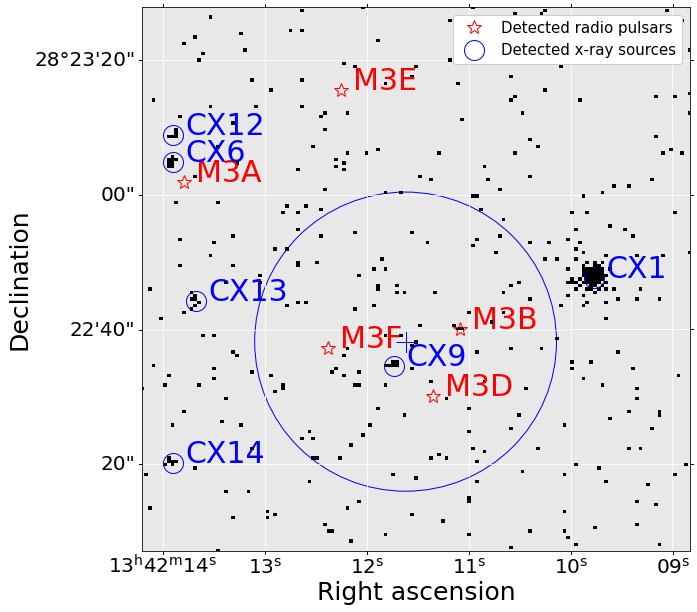 Detected radio pulsars
Detected x-ray sources
28°23'20"
M3E
CX12
CX6
M3A
00"
CX1
CX13
M3B
22'40"
M3F
CX9
M3D
CX14
20"
13ʰ42ᵐ14ˢ
13ˢ
12ˢ
11ˢ
10ˢ
09ˢ
Right ascension
Declination